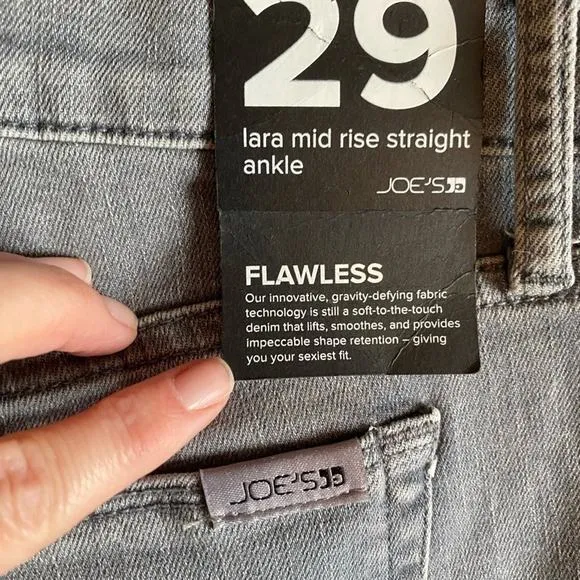 29
lara mid rise straight
ankle
JOE'S
FLAWLESS
Our innovative, gravity-defying fabric
technology is still a soft-to-the-touch
denim that lifts, smoothes, and provides
impeccable shape retention – giving
you your sexiest fit.
JOE'S